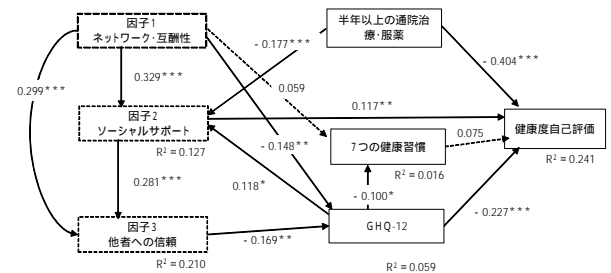 因子1
ネットワーク・互酬性
半年以上の通院治
療・服薬
- 0.177***
- 0.404***
0.299***
0.329***
0.059
因子2
ソーシャルサポート
0.117**
健康度自己評価
R² = 0.127
- 0.148**
7つの健康習慣
0.075
R² = 0.241
0.281***
0.118*
R² = 0.016
- 0.100*
因子3
他者への信頼
- 0.169**
GHQ-12
- 0.227***
R² = 0.210
R² = 0.059